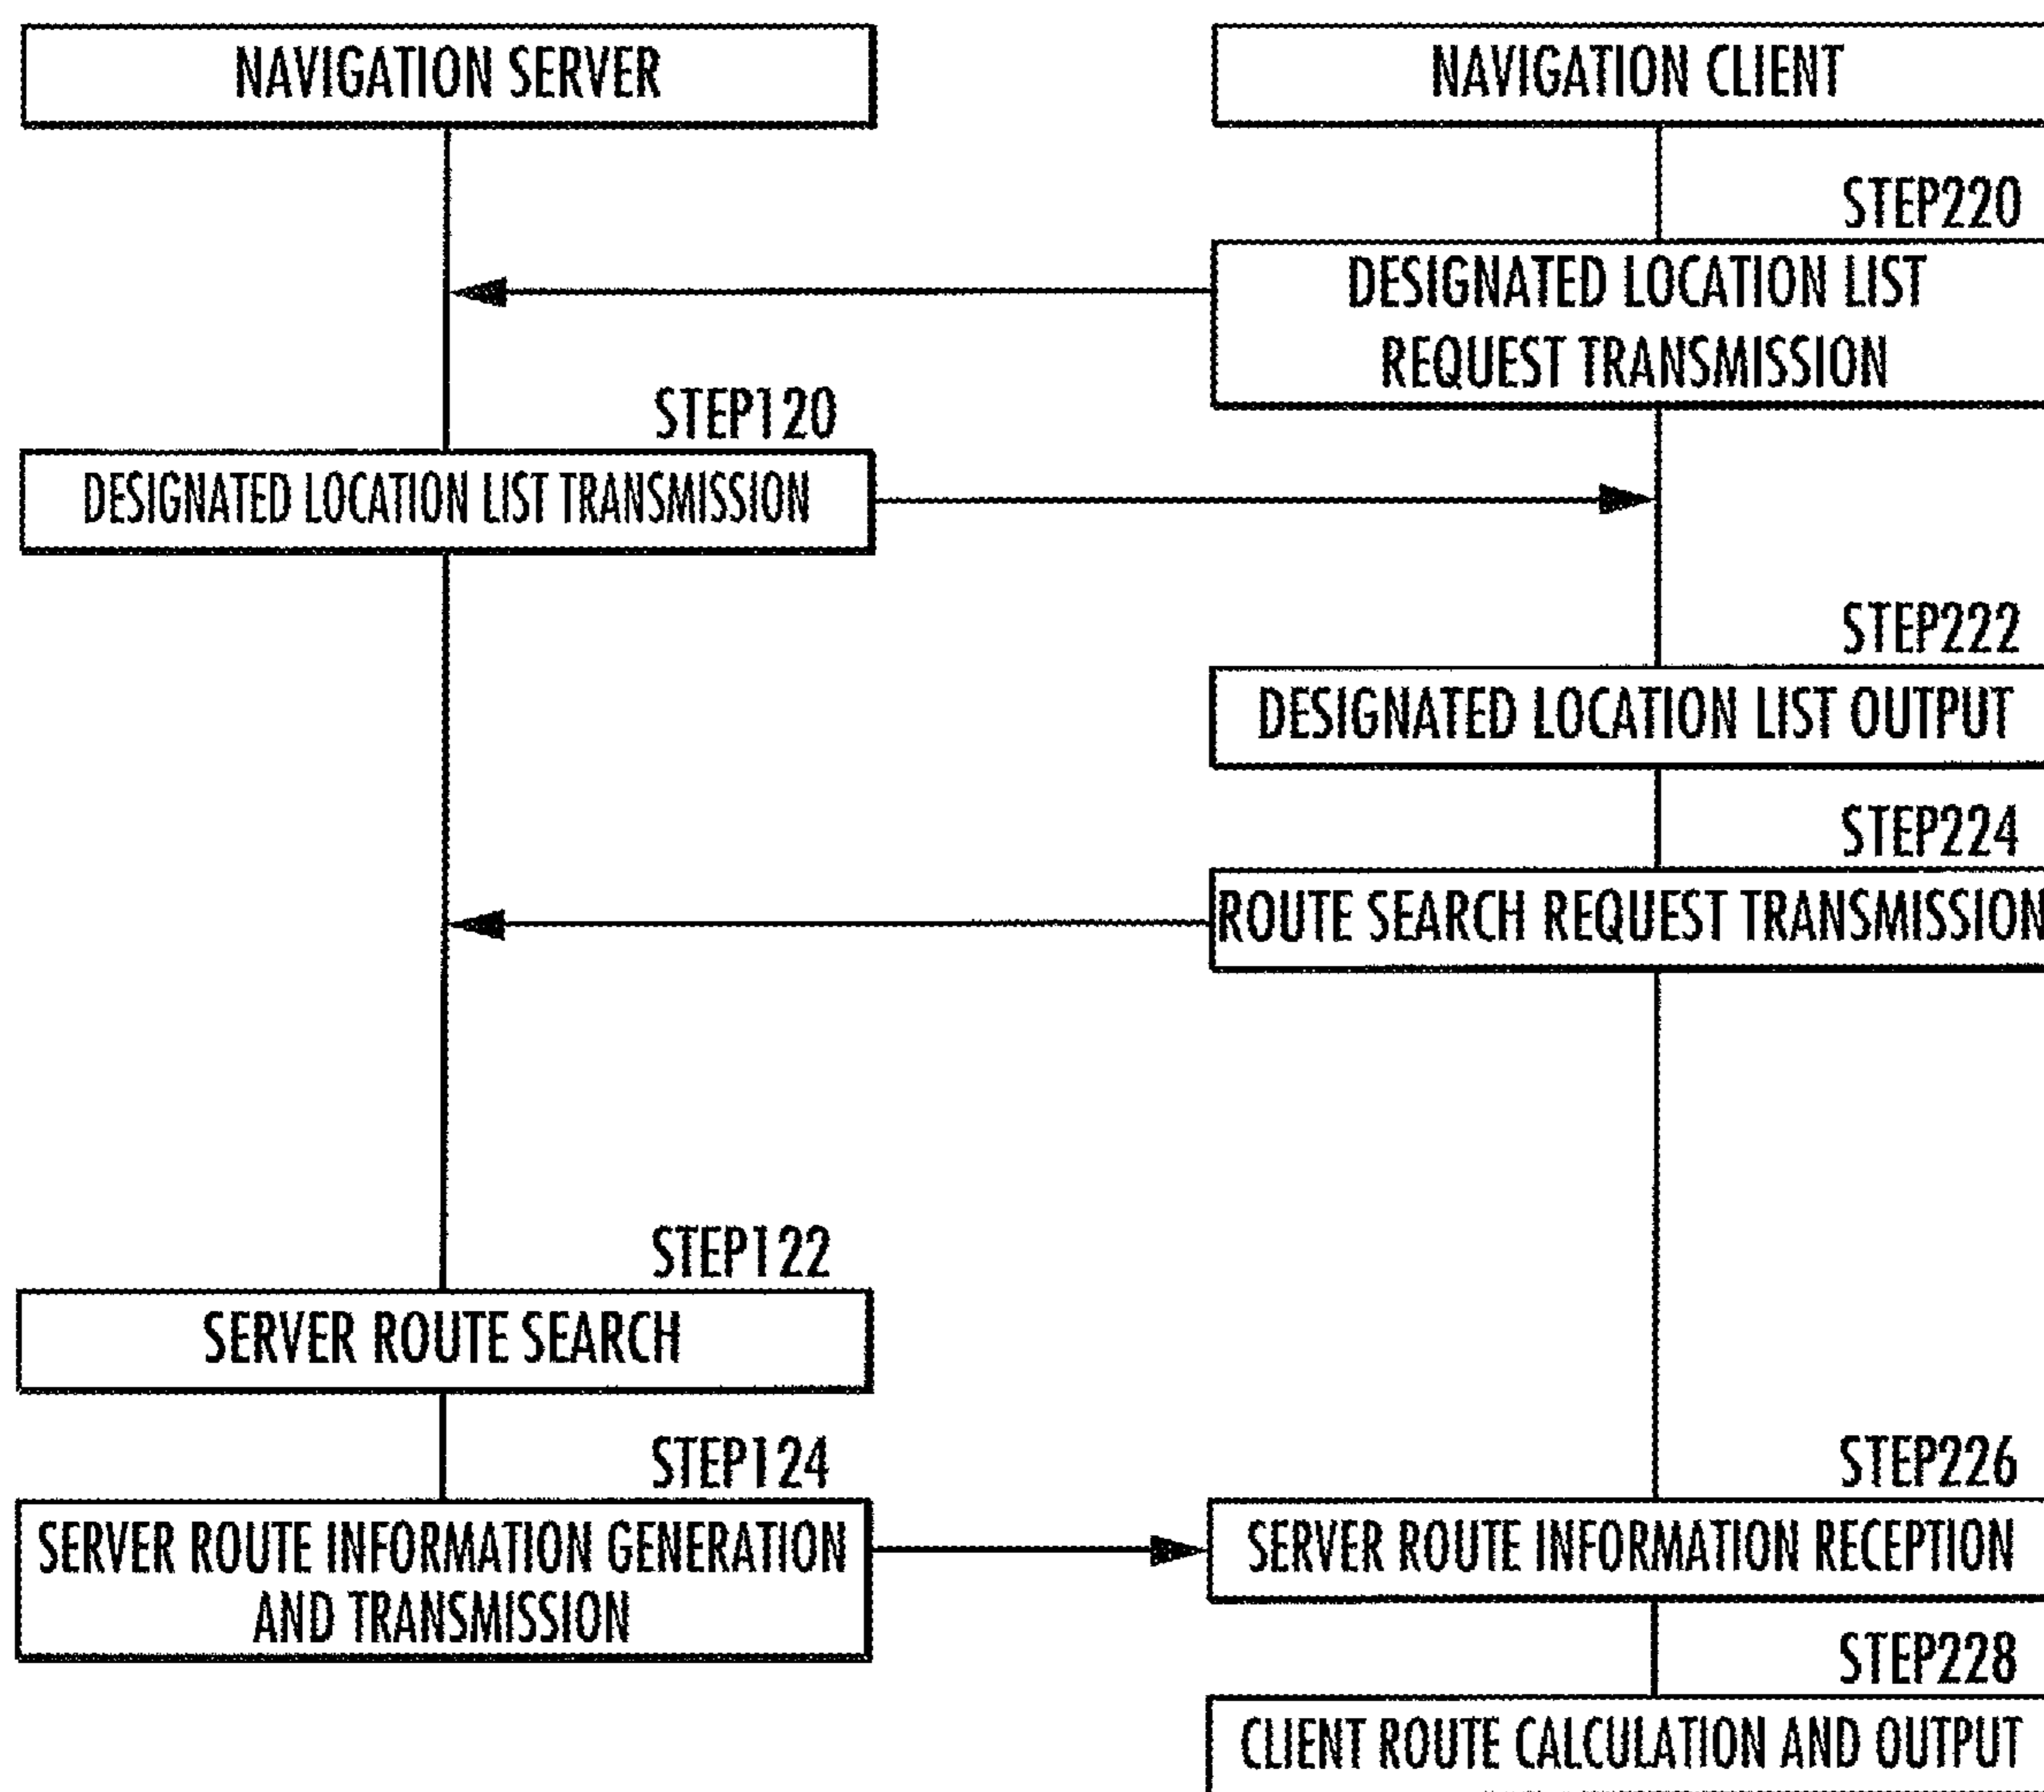 NAVIGATION SERVER
NAVIGATION CLIENT
STEP220
DESIGNATED LOCATION LIST
REQUEST TRANSMISSION
STEP120
DESIGNATED LOCATION LIST TRANSMISSION
STEP222
DESIGNATED LOCATION LIST OUTPUT
STEP224
ROUTE SEARCH REQUEST TRANSMISSION
STEP122
SERVER ROUTE SEARCH
STEP124
SERVER ROUTE INFORMATION GENERATION
AND TRANSMISSION
STEP226
SERVER ROUTE INFORMATION RECEPTION
STEP228
CLIENT ROUTE CALCULATION AND OUTPUT